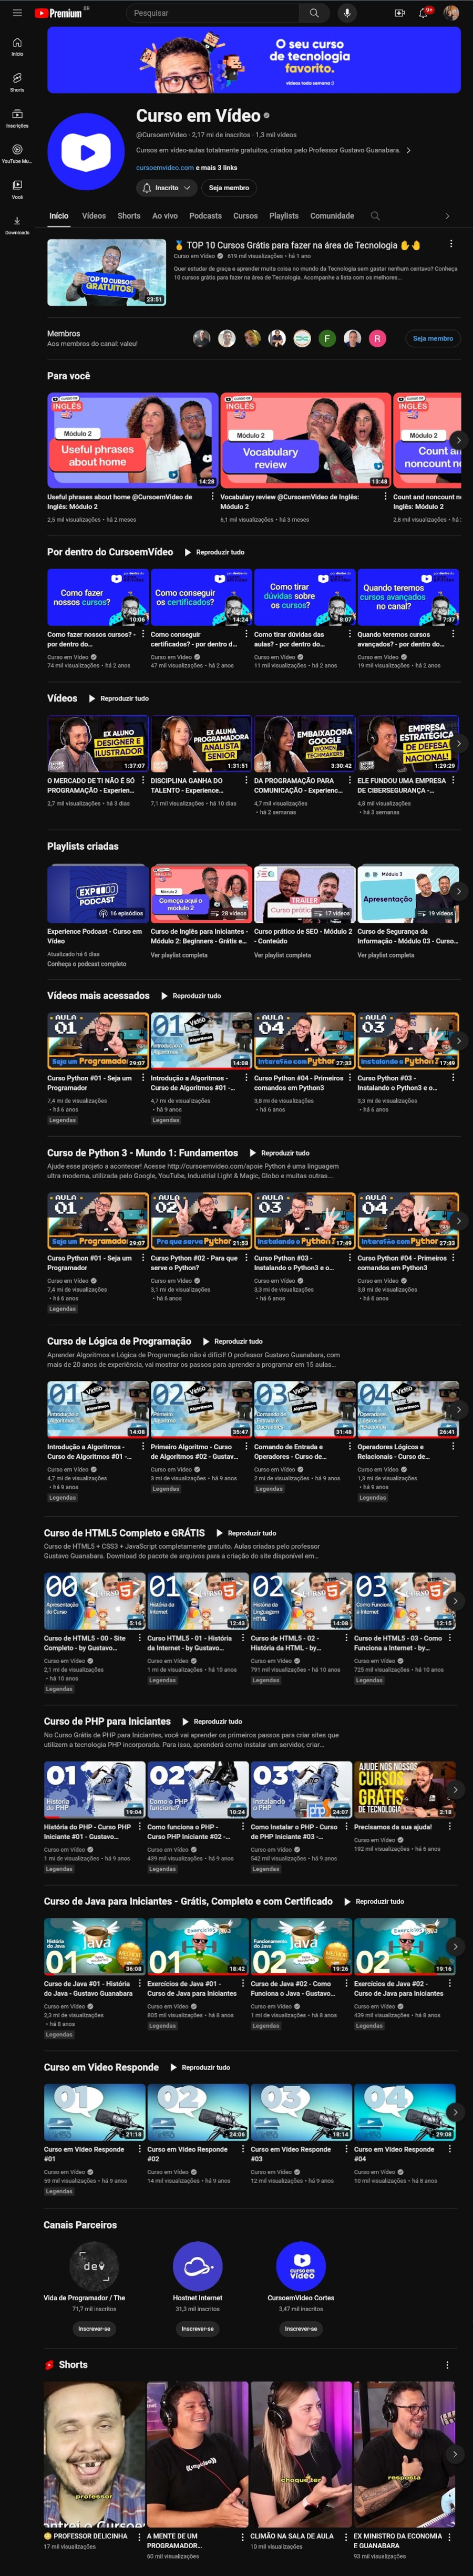 Premium BR
Pesquisar
9+
Início
Shorts
Inscrições
YouTube Mu...
Você
Downloads
O seu curso
de tecnologia
favorito.
vídeos toda semana :)
Curso em Vídeo
@CursoemVideo · 2,17 mi de inscritos · 1,3 mil vídeos
Cursos em vídeo-aulas totalmente gratuitos, criados pelo Professor Gustavo Guanabara.
cursoemvideo.com e mais 3 links
Inscrito
Seja membro
Início Vídeos Shorts Ao vivo Podcasts Cursos Playlists Comunidade
TOP 10 CURSOS
GRATUITOS!
23:51
🥇 TOP 10 Cursos Grátis para fazer na área de Tecnologia
Curso em Vídeo 619 mil visualizações • há 1 ano
Quer estudar de graça e aprender muita coisa no mundo da Tecnologia sem gastar nenhum centavo? Conheça
10 cursos grátis para fazer na área de Tecnologia. Acompanhe a lista com os melhores...
Membros
Aos membros do canal: valeu!
F
R
Seja membro
Para você
INGLÊS
Módulo 2
Useful phrases
about home
14:28
INGLÊS
Módulo 2
Vocabulary
review
13:48
INGLÊS
Módulo 2
Useful phrases about home @CursoemVideo de
Inglês: Módulo 2
2,5 mil visualizações • há 2 meses
Vocabulary review @CursoemVideo de Inglês:
Módulo 2
6,1 mil visualizações • há 3 meses
Count and noncount n
Inglês: Módulo 2
2,8 mil visualizações • há
Por dentro do CursoemVídeo
Reproduzir tudo
Como fazer
nossos cursos?
10:06
Como conseguir
os certificados?
14:24
Como tirar
dúvidas sobre
os cursos?
8:07
Quando teremos
cursos avançados
no canal?
7:37
Como fazer nossos cursos? -
por dentro do...
Curso em Vídeo
74 mil visualizações • há 2 anos
Como conseguir
certificados? - por dentro d...
Curso em Vídeo
47 mil visualizações • há 2 anos
Como tirar dúvidas das
aulas? - por dentro do...
Curso em Vídeo
11 mil visualizações • há 2 anos
Quando teremos cursos
avançados? - por dentro do...
Curso em Vídeo
19 mil visualizações • há 2 anos
Vídeos
Reproduzir tudo
EX ALUNO
DESIGNER E
ILUSTRADOR
1:37:07
EX ALUNA
PROGRAMADORA
ANALISTA
SENIOR
1:31:51
EMBAIXADORA
GOOGLE
WOMEN
TECHMAKERS
3:30:42
EMPRESA
ESTRATÉGICA
DE DEFESA
NACIONAL!
1:29:29
O MERCADO DE TI NÃO É SÓ
PROGRAMAÇÃO - Experien...
2,7 mil visualizações • há 3 dias
DISCIPLINA GANHA DO
TALENTO - Experience...
7,1 mil visualizações • há 10 dias
DA PROGRAMAÇÃO PARA
COMUNICAÇÃO - Experienc...
4,7 mil visualizações
• há 2 semanas
ELE FUNDOU UMA EMPRESA
DE CIBERSEGURANÇA -...
4,8 mil visualizações
• há 3 semanas
Playlists criadas
PODCAST
16 episódios
Módulo 2
Começa aqui o
módulo 2
28 vídeos
SEO
TRAILER
17 vídeos
Módulo 3
Apresentação
19 vídeos
Experience Podcast - Curso em
Vídeo
Atualizado há 6 dias
Conheça o podcast completo
Curso de Inglês para Iniciantes -
Módulo 2: Beginners - Grátis e...
Ver playlist completa
Curso prático de SEO - Módulo 2
- Conteúdo
Ver playlist completa
Curso de Segurança da
Informação - Módulo 03 - Curso...
Ver playlist completa
Vídeos mais acessados
Reproduzir tudo
AULA
01
Seja um Programador
29:07
01
Introdução a
Algoritmos
14:08
AULA
04
27:33
AULA
03
17:49
Curso Python #01 - Seja um
Programador
7,4 mi de visualizações
• há 6 anos
Legendas
Introdução a Algoritmos -
Curso de Algoritmos #01 -...
4,7 mi de visualizações
• há 9 anos
Legendas
Curso Python #04 - Primeiros
comandos em Python3
3,8 mi de visualizações
• há 6 anos
Curso Python #03 -
Instalando o Python3 e o...
3,3 mi de visualizações
• há 6 anos
Curso de Python 3 - Mundo 1: Fundamentos
Reproduzir tudo
Ajude esse projeto a acontecer! Acesse http://cursoemvideo.com/apoie Python é uma linguagem
ultra moderna, utilizada pelo Google, YouTube, Industrial Light & Magic, Globo e muitas outras...
AULA
01
29:07
AULA
02
21:53
AULA
03
17:49
AULA
04
27:33
Curso Python #01 - Seja um
Programador
Curso em Vídeo
7,4 mi de visualizações
• há 6 anos
Legendas
Curso Python #02 - Para que
serve o Python?
Curso em Vídeo
3,1 mi de visualizações
• há 6 anos
Curso Python #03 -
Instalando o Python3 e o...
Curso em Vídeo
3,3 mi de visualizações
• há 6 anos
Curso Python #04 - Primeiros
comandos em Python3
Curso em Vídeo
3,8 mi de visualizações
• há 6 anos
Curso de Lógica de Programação
Reproduzir tudo
Aprender Algoritmos e Lógica de Programação não é difícil! O professor Gustavo Guanabara, com
mais de 20 anos de experiência, vai mostrar os passos para aprender a programar em 15 aulas...
01
14:08
02
35:47
03
31:48
04
26:41
Introdução a Algoritmos -
Curso de Algoritmos #01 -...
Curso em Vídeo
4,7 mi de visualizações
• há 9 anos
Legendas
Primeiro Algoritmo - Curso
de Algoritmos #02 - Gustav...
Curso em Vídeo
3 mi de visualizações • há 9 anos
Legendas
Comando de Entrada e
Operadores - Curso de...
Curso em Vídeo
2 mi de visualizações • há 9 anos
Legendas
Operadores Lógicos e
Relacionais - Curso de...
Curso em Vídeo
1,3 mi de visualizações
• há 9 anos
Legendas
Curso de HTML5 Completo e GRÁTIS
Reproduzir tudo
Curso de HTML5 + CSS3 + JavaScript completamente gratuito. Aulas criadas pelo professor
Gustavo Guanabara. Download do pacote de arquivos para a criação do site disponível em...
00
Apresentação
do Curso
5:16
01
História da
Internet
12:43
02
História da
Linguagem
HTML
14:08
03
Como Funciona
a Internet
12:15
Curso de HTML5 - 00 - Site
Completo - by Gustavo...
Curso em Vídeo
2,1 mi de visualizações
• há 10 anos
Legendas
Curso HTML5 - 01 - História
da Internet - by Gustavo...
Curso em Vídeo
1 mi de visualizações • há 10 anos
Legendas
Curso de HTML5 - 02 -
História do HTML - by...
Curso em Vídeo
791 mil visualizações • há 10 anos
Legendas
Curso de HTML5 - 03 - Como
Funciona a Internet - by...
Curso em Vídeo
725 mil visualizações • há 10 anos
Legendas
Curso de PHP para Iniciantes
Reproduzir tudo
No Curso Grátis de PHP para Iniciantes, você vai aprender os primeiros passos para criar sites que
utilizem a tecnologia PHP incorporada. Para isso, aprenderá como instalar um servidor, criar...
01
História
do PHP
19:04
02
Como o PHP
funciona?
10:24
03
Instalando
o PHP
php
24:07
AJUDE NOS NOSSOS
CURSOS
GRÁTIS
DE TECNOLOGIA
2:18
História do PHP - Curso PHP
Iniciante #01 - Gustavo...
Curso em Vídeo
1 mi de visualizações • há 9 anos
Legendas
Como funciona o PHP -
Curso PHP Iniciante #02 -...
Curso em Vídeo
439 mil visualizações • há 9 anos
Legendas
Como Instalar o PHP - Curso
de PHP Iniciante #03 -...
Curso em Vídeo
542 mil visualizações • há 9 anos
Legendas
Precisamos da sua ajuda!
Curso em Vídeo
192 mil visualizações • há 6 anos
Curso de Java para Iniciantes - Grátis, Completo e com Certificado
Reproduzir tudo
História
do Java
Java
01
36:08
Exercícios
01
18:42
Funcionamento
do Java
Java
02
19:26
Exercícios
02
19:16
Curso de Java #01 - História
do Java - Gustavo Guanabara
Curso em Vídeo
2,3 mi de visualizações
• há 8 anos
Legendas
Exercícios de Java #01 -
Curso de Java para Iniciantes
Curso em Vídeo
805 mil visualizações • há 8 anos
Legendas
Curso de Java #02 - Como
Funciona o Java - Gustavo...
Curso em Vídeo
1 mi de visualizações • há 8 anos
Legendas
Exercícios de Java #02 -
Curso de Java para Iniciantes
Curso em Vídeo
439 mil visualizações • há 8 anos
Legendas
Curso em Vídeo Responde
Reproduzir tudo
01
21:18
02
24:06
03
18:14
04
29:08
Curso em Vídeo Responde
#01
Curso em Vídeo
59 mil visualizações • há 9 anos
Legendas
Curso em Vídeo Responde
#02
Curso em Vídeo
14 mil visualizações • há 9 anos
Curso em Vídeo Responde
#03
Curso em Vídeo
12 mil visualizações • há 9 anos
Curso em Vídeo Responde
#04
Curso em Vídeo
10 mil visualizações • há 8 anos
Canais Parceiros
dev
CURSO EM
VÍDEO
Vida de Programador / The
71,7 mil inscritos
Inscrever-se
Hostnet Internet
31,3 mil inscritos
Inscrever-se
CursoemVídeo Cortes
3,47 mil inscritos
Inscrever-se
Shorts
professor
(impulso))
resposta
PROFESSOR DELICINHA
17 mil visualizações
A MENTE DE UM
PROGRAMADOR...
60 mil visualizações
CLIMÃO NA SALA DE AULA
10 mil visualizações
EX MINISTRO DA ECONOMIA
E GUANABARA
93 mil visualizações